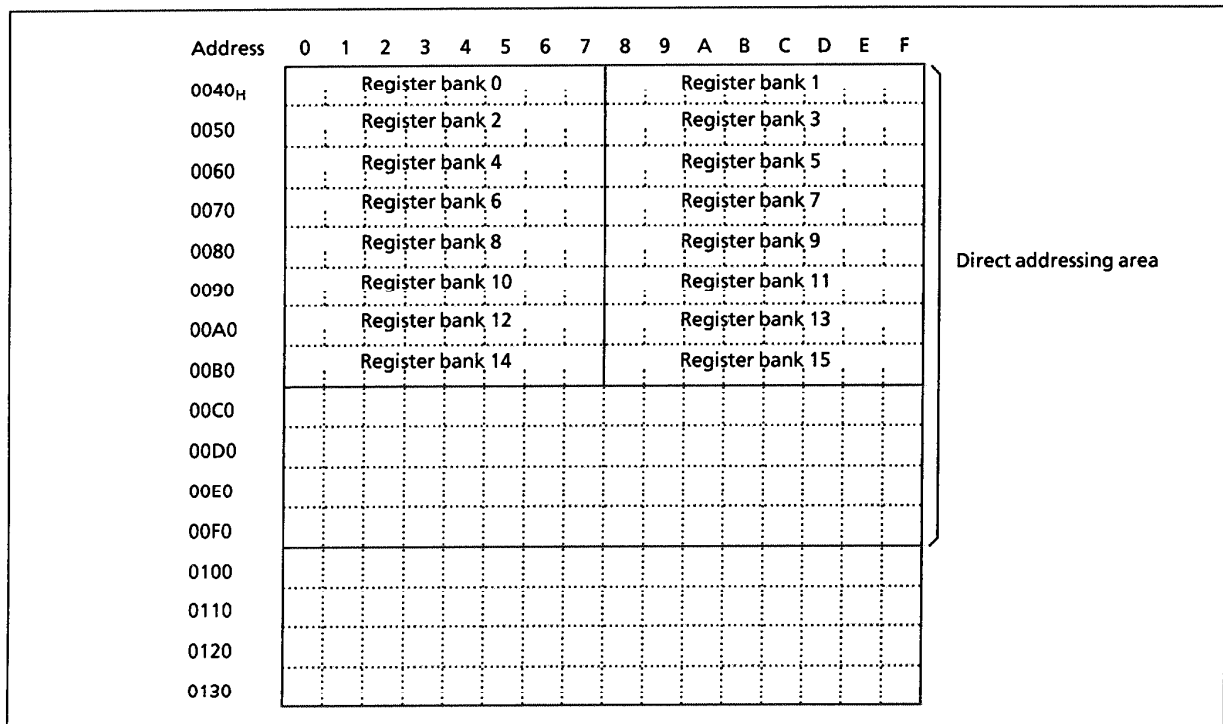 Address 0 1 2 3 4 5 6 7 8 9 A B C D E F
0040H Register bank 0 Register bank 1
0050 Register bank 2 Register bank 3
0060 Register bank 4 Register bank 5
0070 Register bank 6 Register bank 7
0080 Register bank 8 Register bank 9
Direct addressing area
0090 Register bank 10 Register bank 11
00A0 Register bank 12 Register bank 13
00B0 Register bank 14 Register bank 15
00C0
00D0
00E0
00F0
0100
0110
0120
0130